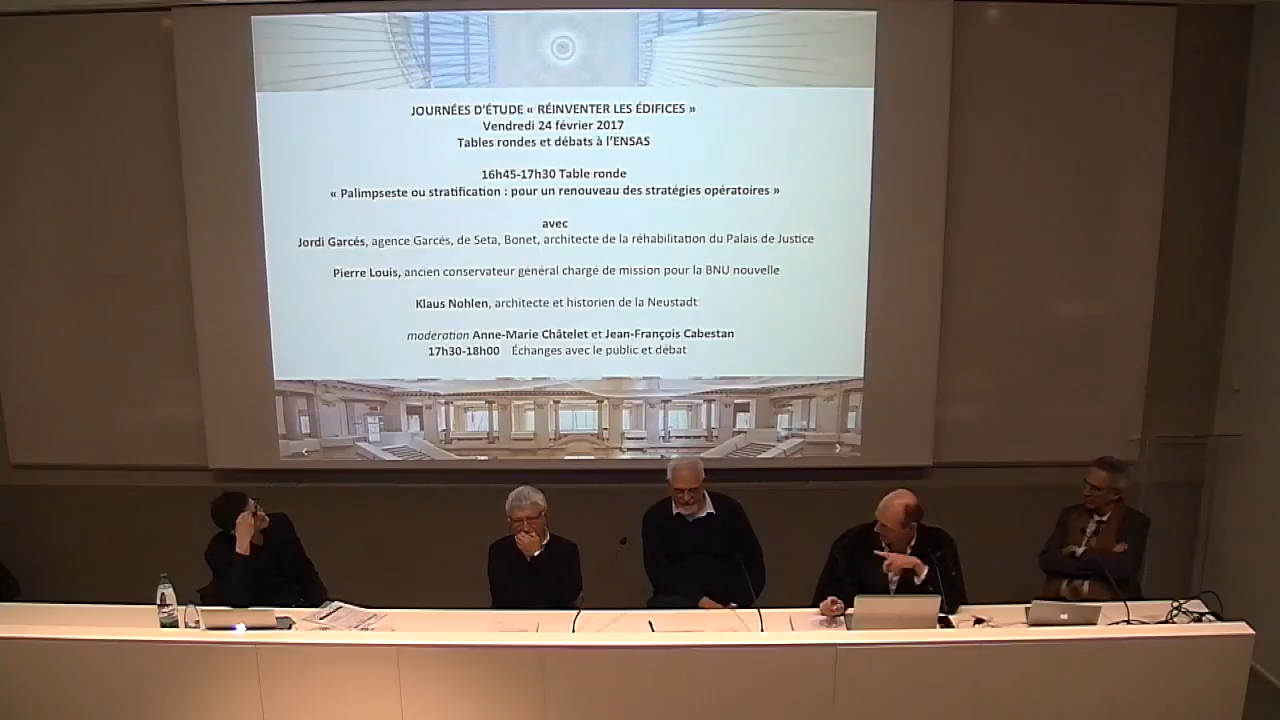 JOURNÉES D'ÉTUDE « RÉINVENTER LES ÉDIFICES »
Vendredi 24 février 2017
Tables rondes et débats à l'ENSAS
16h45-17h30 Table ronde
« Palimpseste ou stratification : pour un renouveau des stratégies opératoires »
avec
Jordi Garcés, agence Garcés, de Seta, Bonet, architecte de la réhabilitation du Palais de Justice
Pierre Louis, ancien conservateur général chargé de mission pour la BNU nouvelle
Klaus Nohlen, architecte et historien de la Neustadt
modération Anne-Marie Châtelet et Jean-François Cabestan
17h30-18h00 Échanges avec le public et débat